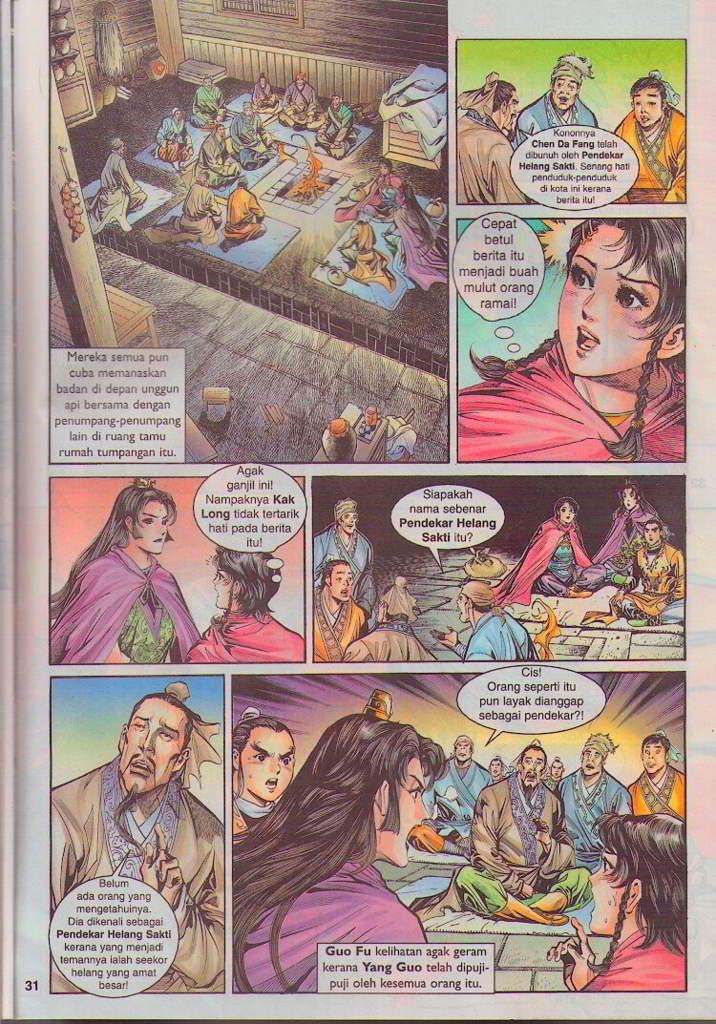 Mereka semua pun
cuba memanaskan
badan di depan unggun
api bersama dengan
penumpang-penumpang
lain di ruang tamu
rumah tumpangan itu.
Kononnya
Chen Da Fang telah
dibunuh oleh Pendekar
Helang Sakti. Senang hati
penduduk-penduduk
di kota ini kerana
berita itu!
Cepat
betul
berita itu
menjadi buah
mulut orang
ramai!
Agak
ganjil ini!
Nampaknya Kak
Long tidak tertarik
hati pada berita
itu!
Siapakah
nama sebenar
Pendekar Helang
Sakti itu?
Belum
ada orang yang
mengetahuinya.
Dia dikenali sebagai
Pendekar Helang Sakti
kerana yang menjadi
temannya ialah seekor
helang yang amat
besar!
Cis!
Orang seperti itu
pun layak dianggap
sebagai pendekar?!
Guo Fu kelihatan agak geram
kerana Yang Guo telah dipuji-
puji oleh kesemua orang itu.
31